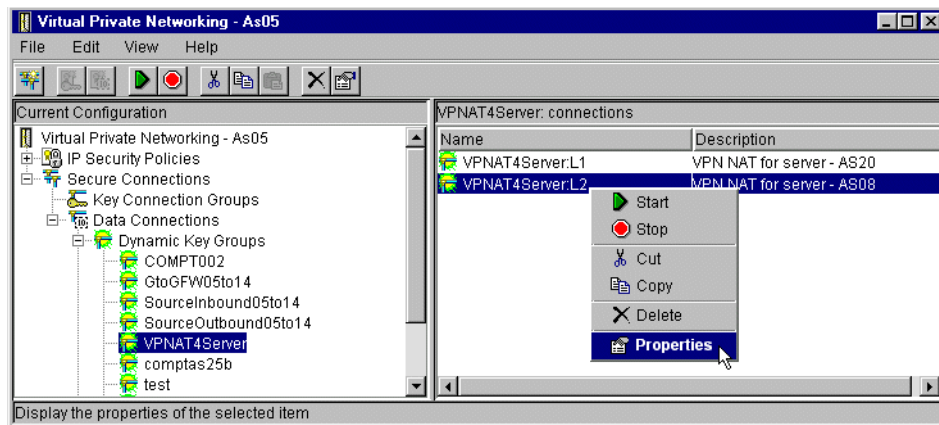 Virtual Private Networking - As05
File Edit View Help
Current Configuration
VPNAT4Server: connections
Virtual Private Networking - As05
IP Security Policies
Secure Connections
Key Connection Groups
Data Connections
Dynamic Key Groups
COMPT002
GtoGFW05to14
SourceInbound05to14
SourceOutbound05to14
VPNAT4Server
comptas25b
test
Name Description
VPNAT4Server:L1 VPN NAT for server - AS20
VPNAT4Server:L2 VPN NAT for server - AS08
Start
Stop
Cut
Copy
Delete
Properties
Display the properties of the selected item